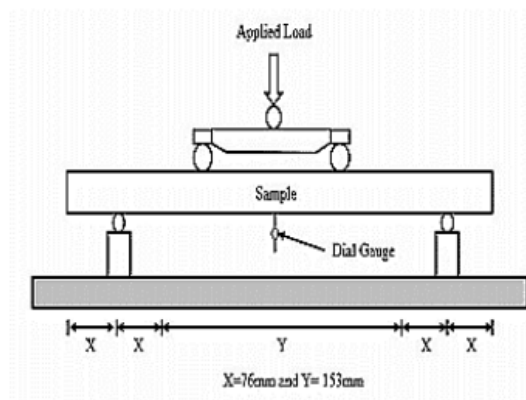 Applied Load
Sample
Dial Gauge
X X Y X X
X=76mm and Y= 153mm